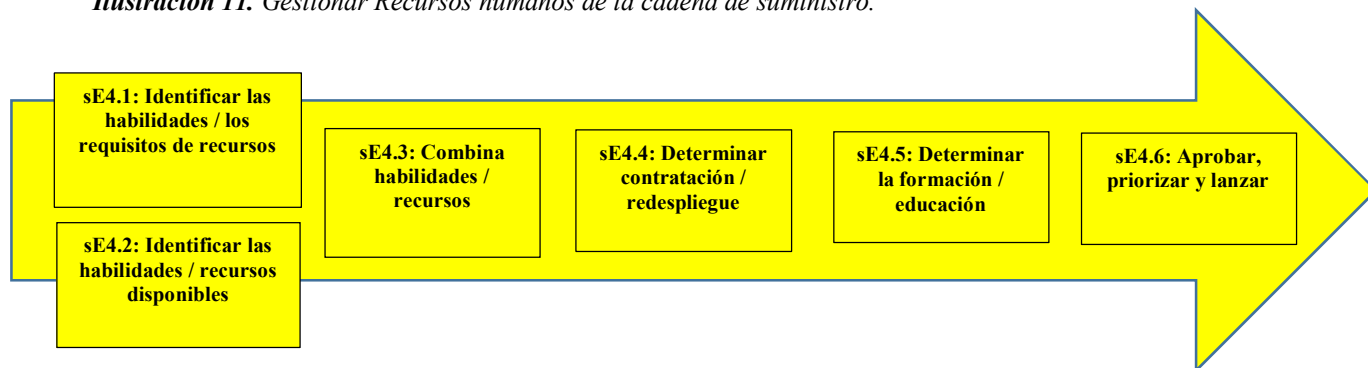 Ilustración 11. Gestionar Recursos humanos de la cadena de suministro.
sE4.1: Identificar las
habilidades / los
requisitos de recursos
sE4.2: Identificar las
habilidades / recursos
disponibles
sE4.3: Combina
habilidades /
recursos
sE4.4: Determinar
contratación /
redespliegue
sE4.5: Determinar
la formación /
educación
sE4.6: Aprobar,
priorizar y lanzar